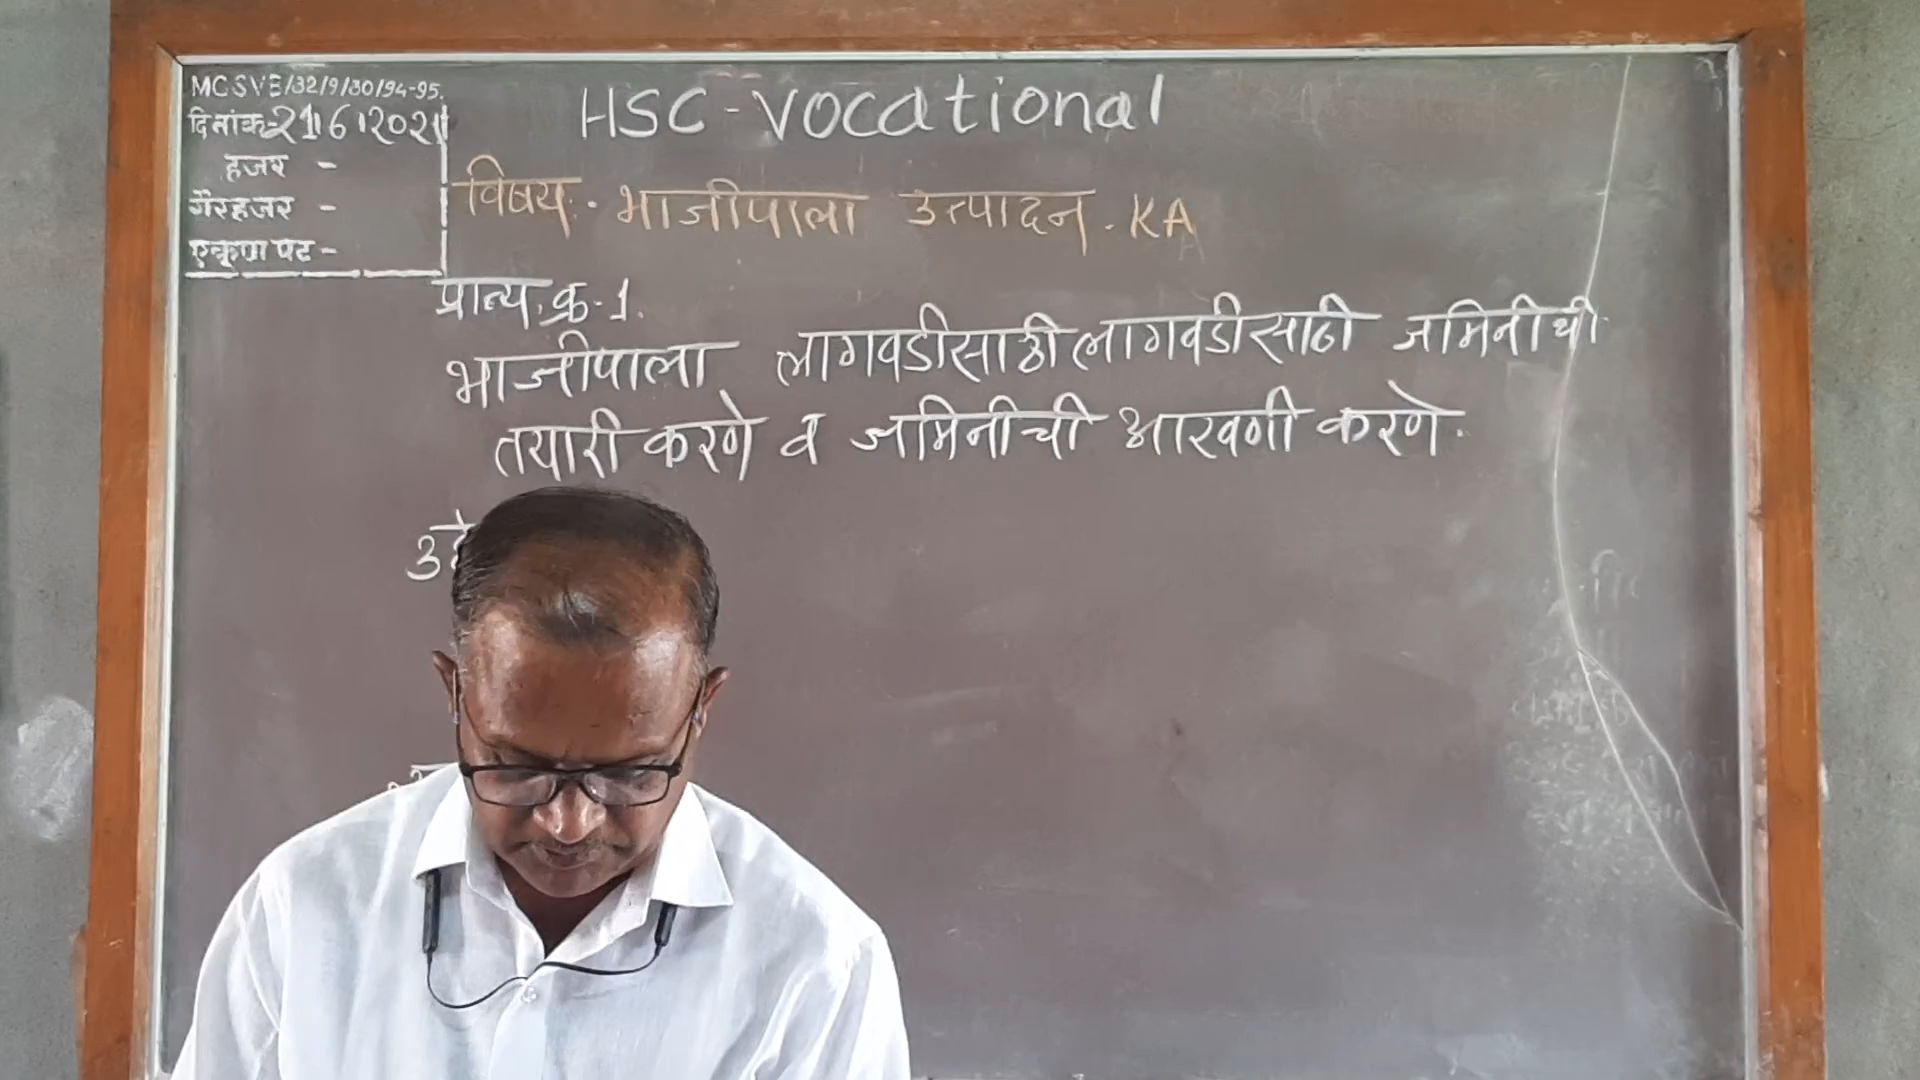 MCSVE/32/9/30/94-95.
दिनांक-21।6।2021
हजर -
गैरहजर -
एकूण पट -
HSC-Vocational
विषय.- भाजीपाला उत्पादन. KA
प्रात्य.क्र-1.
भाजीपाला लागवडीसाठी लागवडीसाठी जमिनीची
तयारी करणे व जमिनीची आखणी करणे.